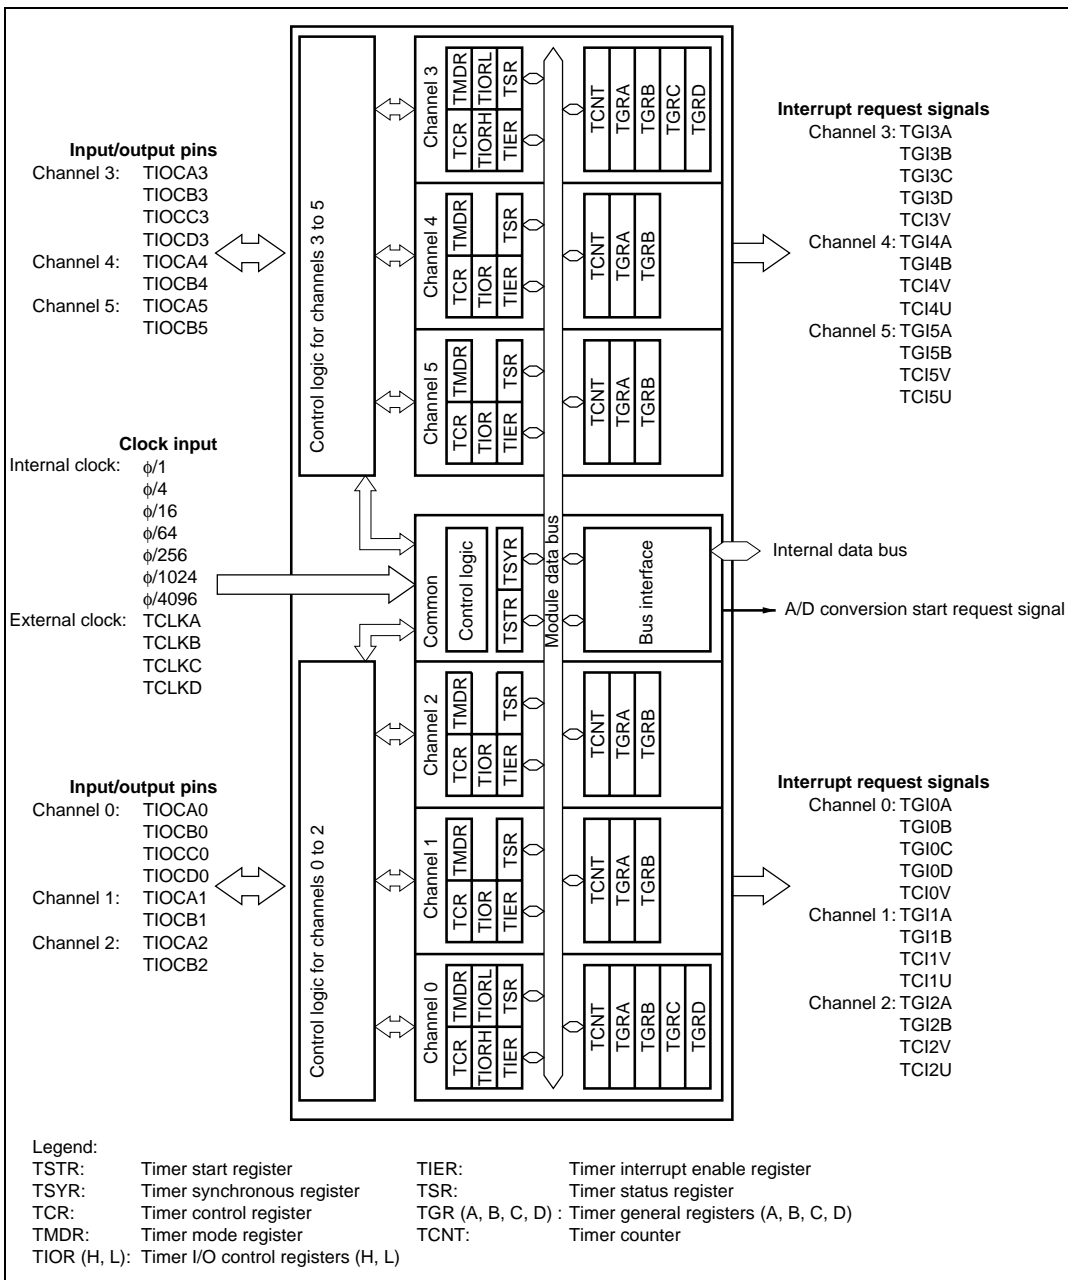 Input/output pins
Channel 3: TIOCA3
TIOCB3
TIOCC3
TIOCD3
Channel 4: TIOCA4
TIOCB4
Channel 5: TIOCA5
TIOCB5
Clock input
Internal clock: ϕ/1
ϕ/4
ϕ/16
ϕ/64
ϕ/256
ϕ/1024
ϕ/4096
External clock: TCLKA
TCLKB
TCLKC
TCLKD
Input/output pins
Channel 0: TIOCA0
TIOCB0
TIOCC0
TIOCD0
Channel 1: TIOCA1
TIOCB1
Channel 2: TIOCA2
TIOCB2
Control logic for channels 3 to 5
Control logic for channels 0 to 2
Channel 3
TCR TMDR
TIORH TIORL
TIER TSR
TCNT
TGRA
TGRB
TGRC
TGRD
Channel 4
TCR TMDR
TIOR
TIER TSR
TCNT
TGRA
TGRB
Channel 5
TCR TMDR
TIOR
TIER TSR
TCNT
TGRA
TGRB
Common
Control logic
TSTR TSYR
Module data bus
Bus interface
Channel 2
TCR TMDR
TIOR
TIER TSR
TCNT
TGRA
TGRB
Channel 1
TCR TMDR
TIOR
TIER TSR
TCNT
TGRA
TGRB
Channel 0
TCR TMDR
TIORH TIORL
TIER TSR
TCNT
TGRA
TGRB
TGRC
TGRD
Interrupt request signals
Channel 3: TGI3A
TGI3B
TGI3C
TGI3D
TCI3V
Channel 4: TGI4A
TGI4B
TCI4V
TCI4U
Channel 5: TGI5A
TGI5B
TCI5V
TCI5U
Internal data bus
A/D conversion start request signal
Interrupt request signals
Channel 0: TGI0A
TGI0B
TGI0C
TGI0D
TCI0V
Channel 1: TGI1A
TGI1B
TCI1V
TCI1U
Channel 2: TGI2A
TGI2B
TCI2V
TCI2U
Legend:
TSTR: Timer start register
TSYR: Timer synchronous register
TCR: Timer control register
TMDR: Timer mode register
TIOR (H, L): Timer I/O control registers (H, L)
TIER: Timer interrupt enable register
TSR: Timer status register
TGR (A, B, C, D) : Timer general registers (A, B, C, D)
TCNT: Timer counter